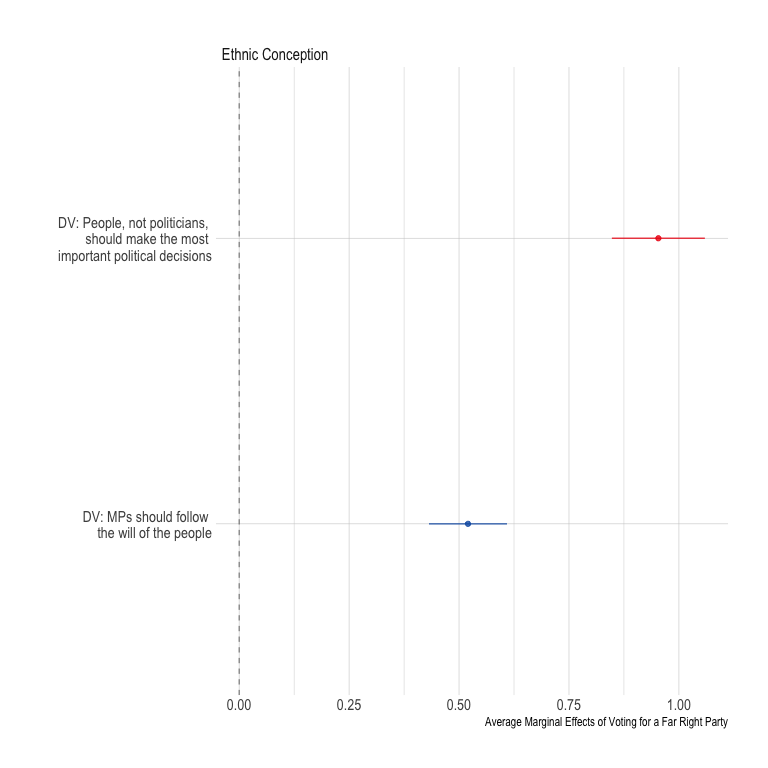 Ethnic Conception
DV: People, not politicians,
should make the most
important political decisions
DV: MPs should follow
the will of the people
0.00 0.25 0.50 0.75 1.00
Average Marginal Effects of Voting for a Far Right Party